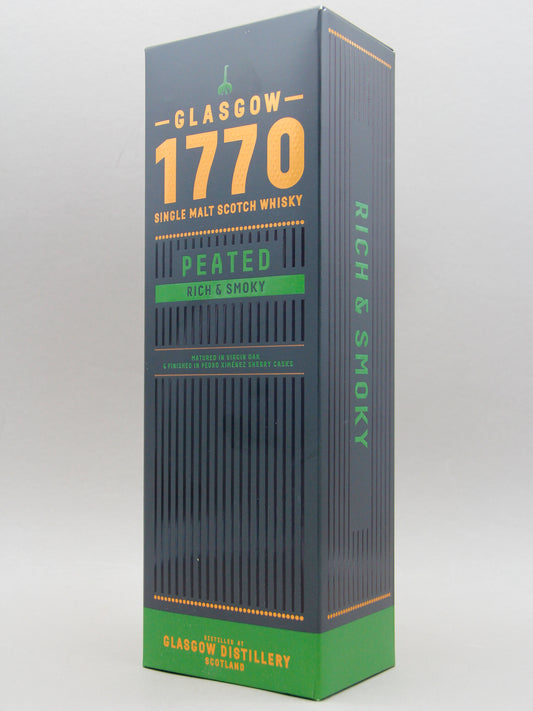 GLASGOW
1770
SINGLE MALT SCOTCH WHISKY
PEATED
RICH & SMOKY
MATURED IN VIRGIN OAK
& FINISHED IN PEDRO XIMÉNEZ SHERRY CASKS
DISTILLED AT
GLASGOW DISTILLERY
SCOTLAND
RICH & SMOKY